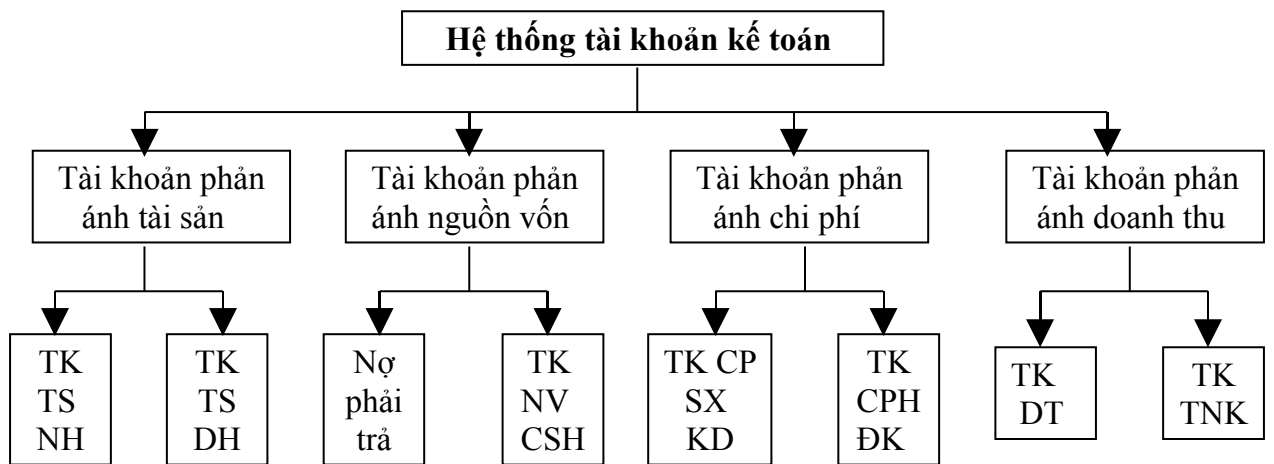 Hệ thống tài khoản kế toán
Tài khoản phản
ánh tài sản
Tài khoản phản
ánh nguồn vốn
Tài khoản phản
ánh chi phí
Tài khoản phản
ánh doanh thu
TK
TS
NH
TK
TS
DH
Nợ
phải
trả
TK
NV
CSH
TK CP
SX
KD
TK
CPH
ĐK
TK
DT
TK
TNK